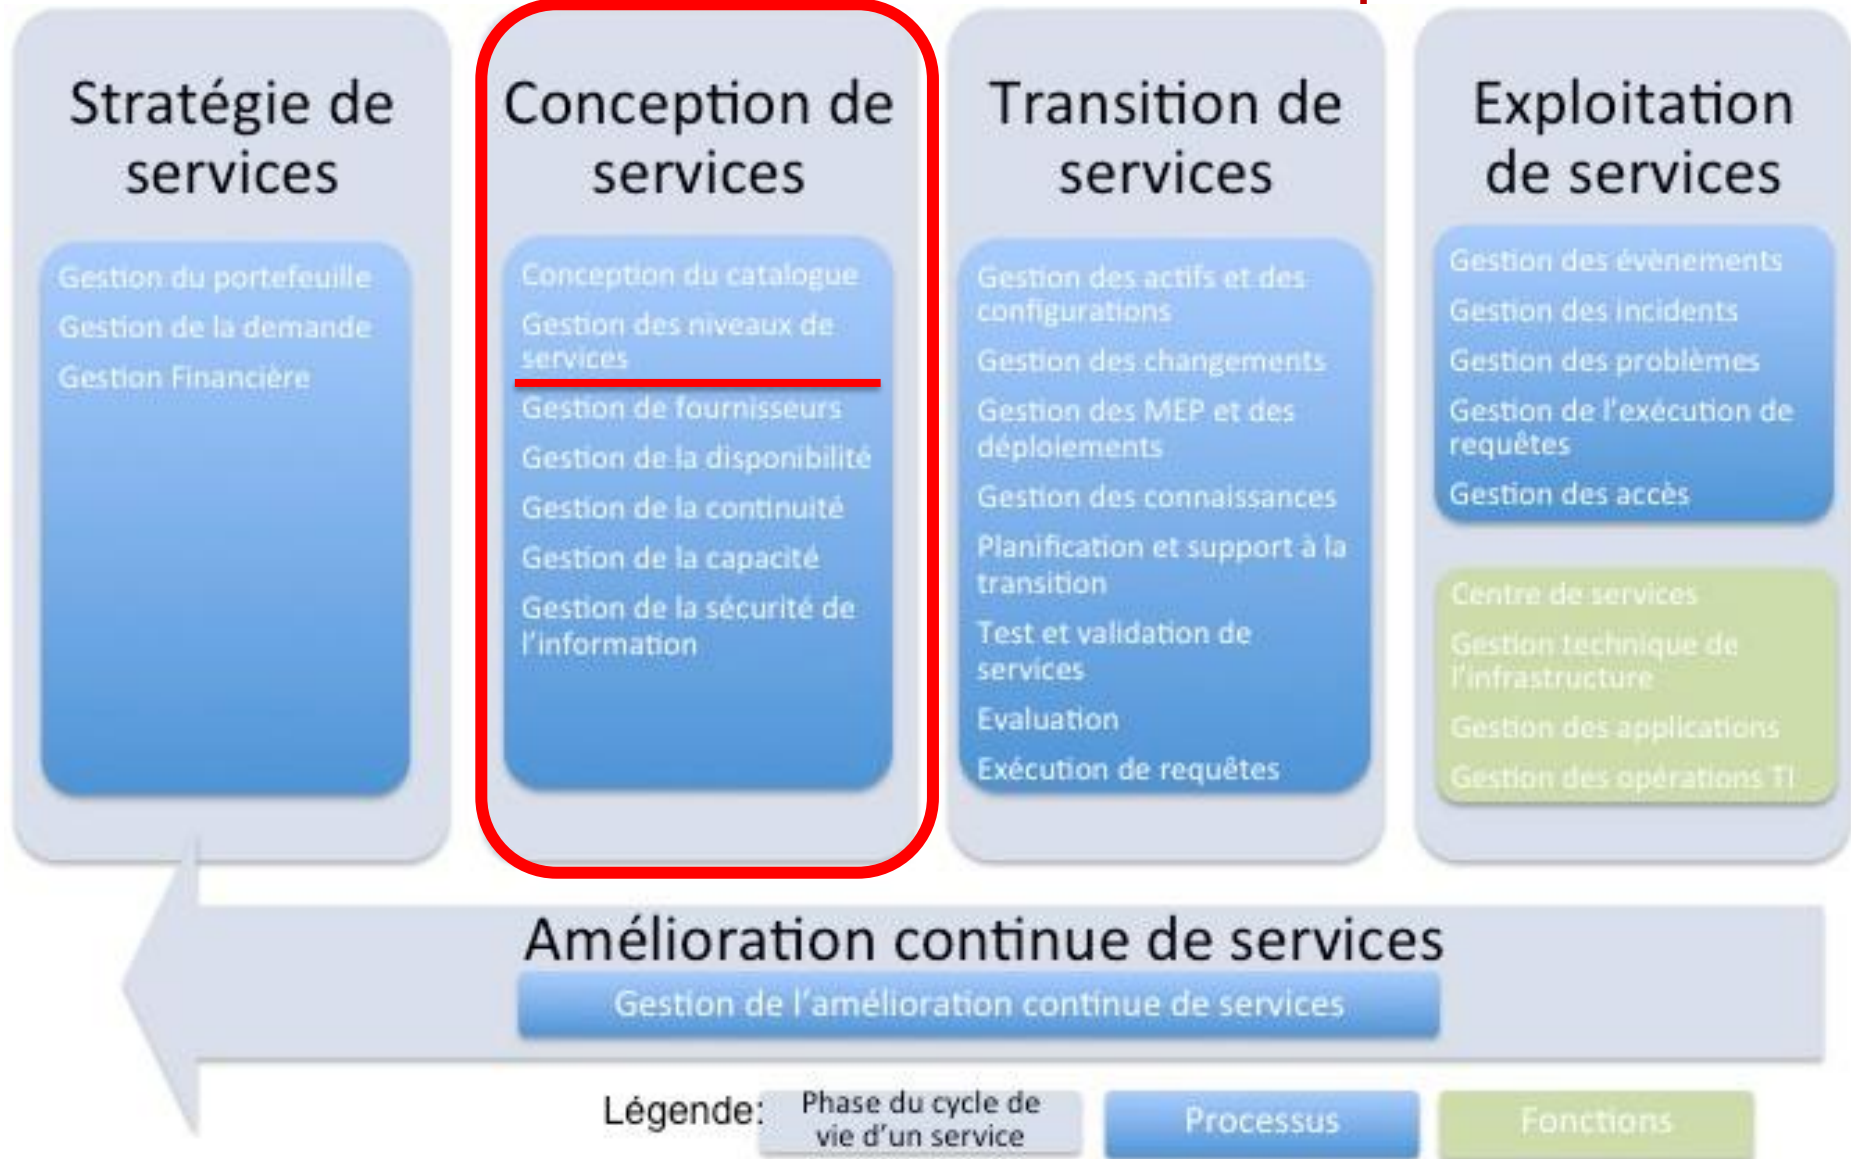 Stratégie de
services
Gestion du portefeuille
Gestion de la demande
Gestion Financière
Conception de
services
Conception du catalogue
Gestion des niveaux de
services
Gestion de fournisseurs
Gestion de la disponibilité
Gestion de la continuité
Gestion de la capacité
Gestion de la sécurité de
l'information
Transition de
services
Gestion des actifs et des
configurations
Gestion des changements
Gestion des MEP et des
déploiements
Gestion des connaissances
Planification et support à la
transition
Test et validation de
services
Evaluation
Exécution de requêtes
Exploitation
de services
Gestion des évènements
Gestion des incidents
Gestion des problèmes
Gestion de l'exécution de
requêtes
Gestion des accès
Centre de services
Gestion technique de
l'infrastructure
Gestion des applications
Gestion des opérations TI
Amélioration continue de services
Gestion de l'amélioration continue de services
Légende:
Phase du cycle de
vie d'un service
Processus
Fonctions